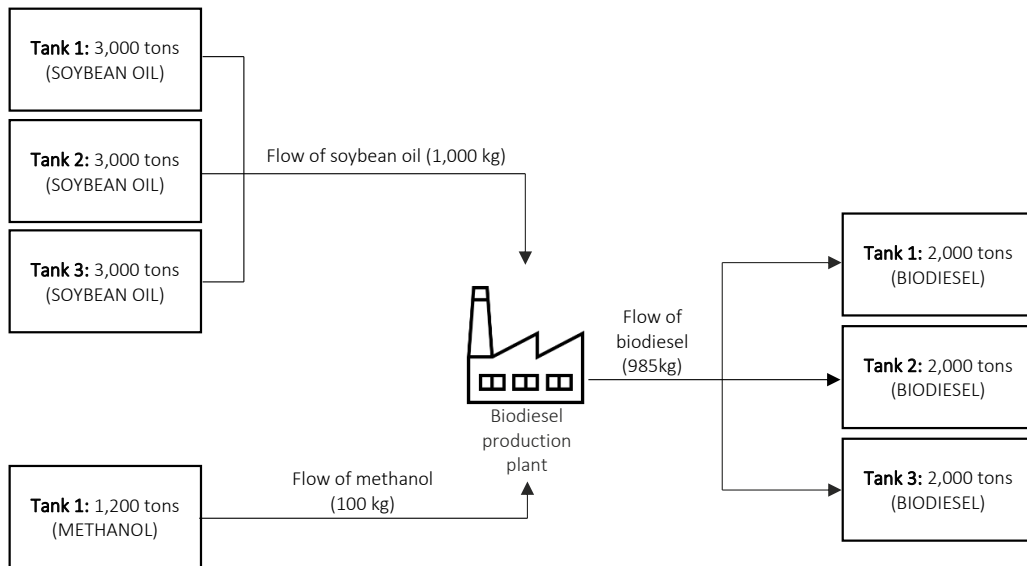 Tank 1: 3,000 tons
(SOYBEAN OIL)
Tank 2: 3,000 tons
(SOYBEAN OIL)
Tank 3: 3,000 tons
(SOYBEAN OIL)
Flow of soybean oil (1,000 kg)
Tank 1: 1,200 tons
(METHANOL)
Flow of methanol
(100 kg)
Biodiesel
production
plant
Flow of
biodiesel
(985kg)
Tank 1: 2,000 tons
(BIODIESEL)
Tank 2: 2,000 tons
(BIODIESEL)
Tank 3: 2,000 tons
(BIODIESEL)